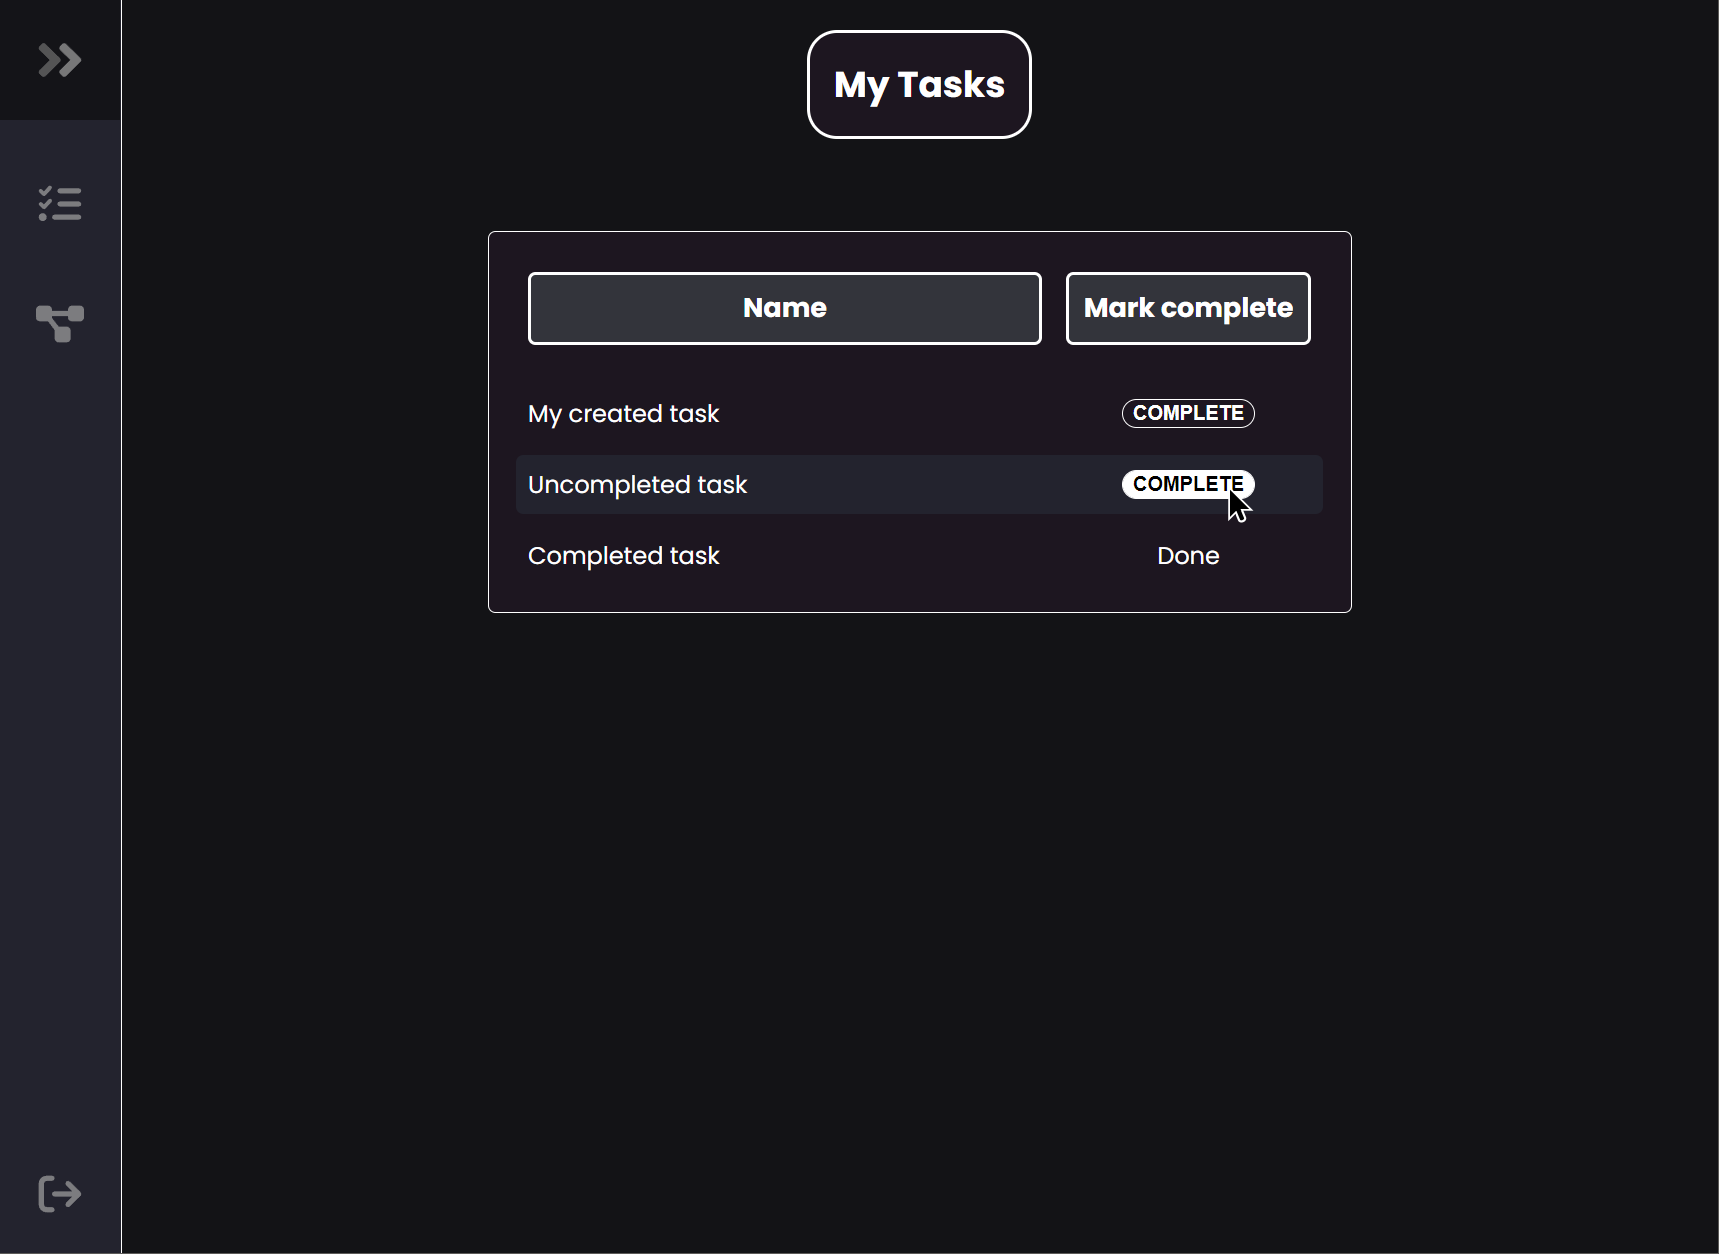 My Tasks
Name Mark complete
My created task COMPLETE
Uncompleted task COMPLETE
Completed task Done